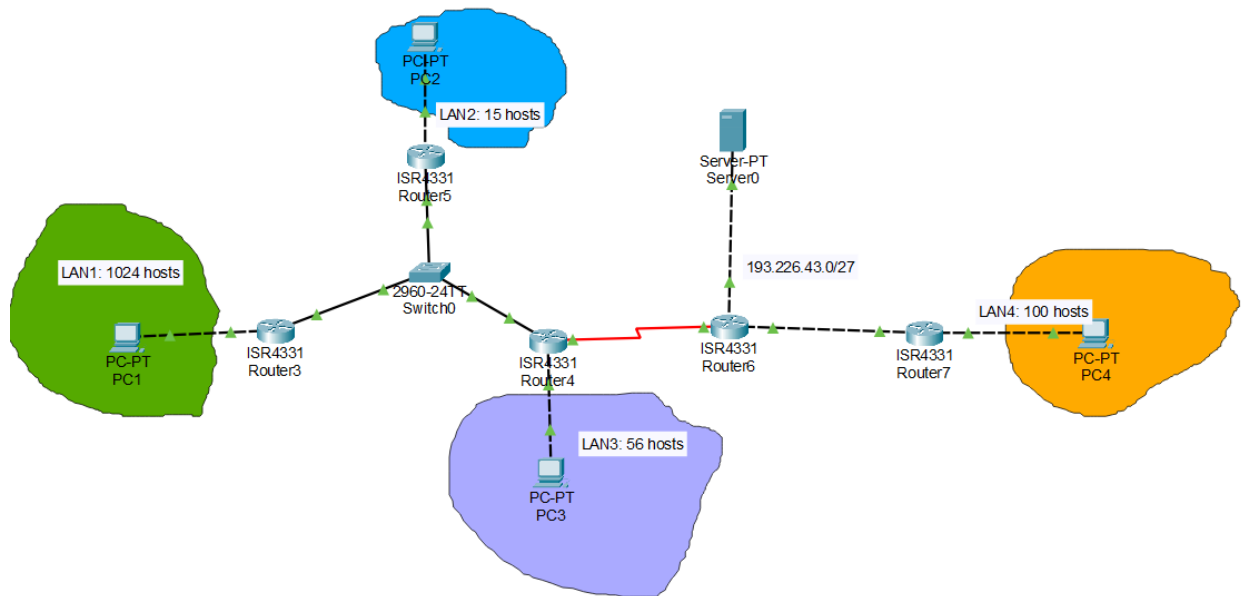 PC-PT
PC2
LAN2: 15 hosts
ISR4331
Router5
Server-PT
Server0
LAN1: 1024 hosts
2960-24TT
Switch0
193.226.43.0/27
LAN4: 100 hosts
PC-PT
PC1
ISR4331
Router3
ISR4331
Router4
ISR4331
Router6
ISR4331
Router7
PC-PT
PC4
LAN3: 56 hosts
PC-PT
PC3